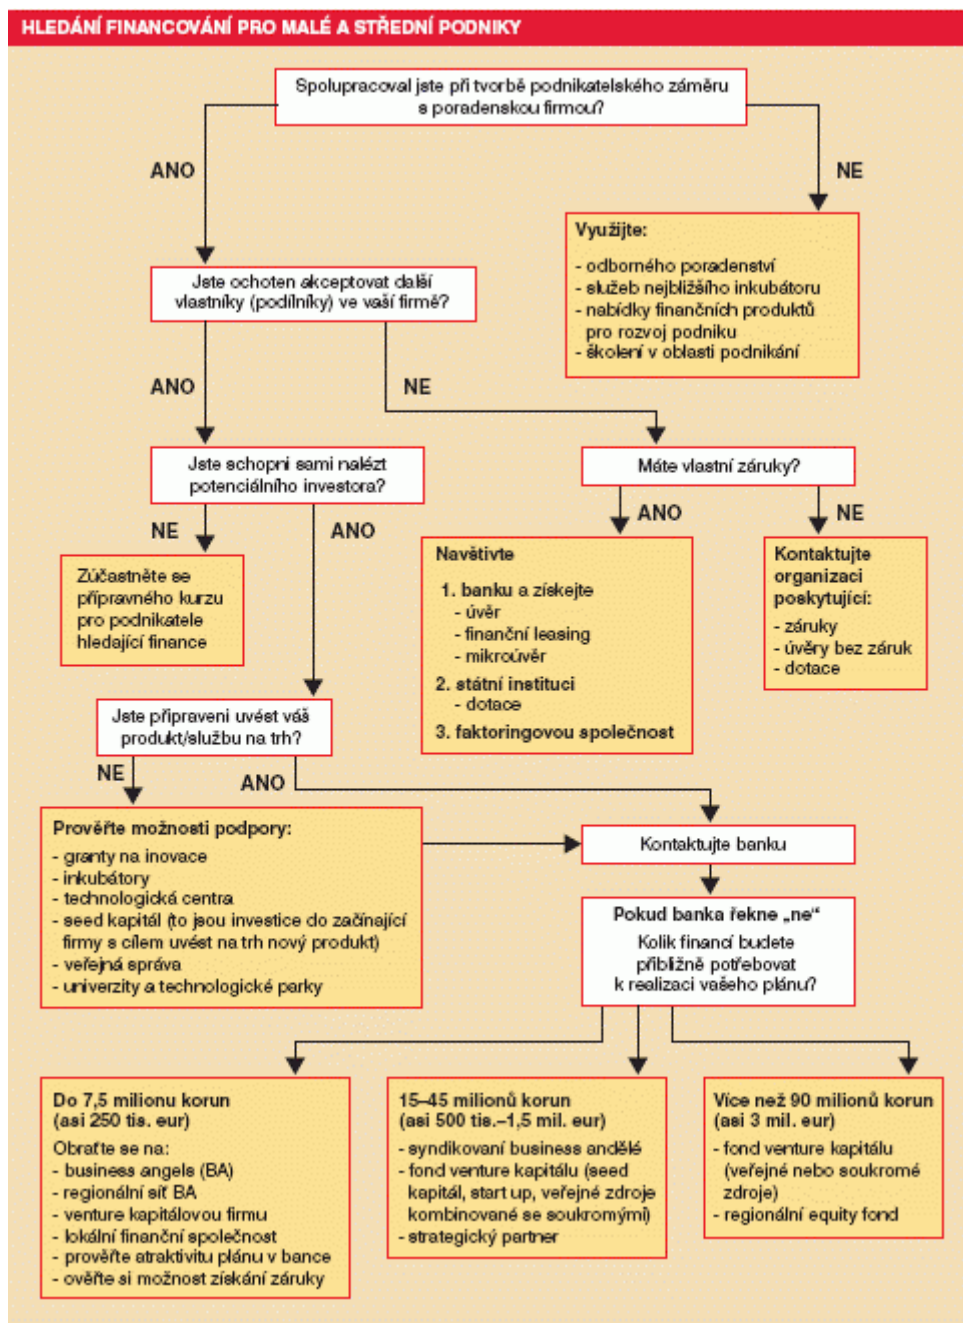 HLEDÁNÍ FINANCOVÁNÍ PRO MALÉ A STŘEDNÍ PODNIKY
Spolupracoval jste při tvorbě podnikatelského záměru
s poradenskou firmou?
ANO
NE
Využijte:
- odborného poradenství
- služeb nejbližšího inkubátoru
- nabídky finančních produktů
pro rozvoj podniku
- školení v oblasti podnikání
Jste ochoten akceptovat další
vlastníky (podílníky) ve vaší firmě?
ANO
NE
Jste schopni sami nalézt
potenciálního investora?
Máte vlastní záruky?
NE
ANO
ANO
NE
Zúčastněte se
přípravného kurzu
pro podnikatele
hledající finance
Navštivte
1. banku a získejte
- úvěr
- finanční leasing
- mikroúvěr
2. státní instituci
- dotace
3. faktoringovou společnost
Kontaktujte
organizaci
poskytující:
- záruky
- úvěry bez záruk
- dotace
Jste připraveni uvést váš
produkt/službu na trh?
NE
ANO
Prověřte možnosti podpory:
- granty na inovace
- inkubátory
- technologická centra
- seed kapitál (to jsou investice do začínající
firmy s cílem uvést na trh nový produkt)
- veřejná správa
- univerzity a technologické parky
Kontaktujte banku
Pokud banka řekne „ne“
Kolik financí budete
přibližně potřebovat
k realizaci vašeho plánu?
Do 7,5 milionu korun
(asi 250 tis. eur)
Obraťte se na:
- business angels (BA)
- regionální síť BA
- venture kapitálovou firmu
- lokální finanční společnost
- prověřte atraktivitu plánu v bance
- ověřte si možnost získání záruky
15–45 milionů korun
(asi 500 tis.–1,5 mil. eur)
- syndikovaní business andělé
- fond venture kapitálu (seed
kapitál, start up, veřejné zdroje
kombinované se soukromými)
- strategický partner
Více než 90 milionů korun
(asi 3 mil. eur)
- fond venture kapitálu
(veřejné nebo soukromé
zdroje)
- regionální equity fond